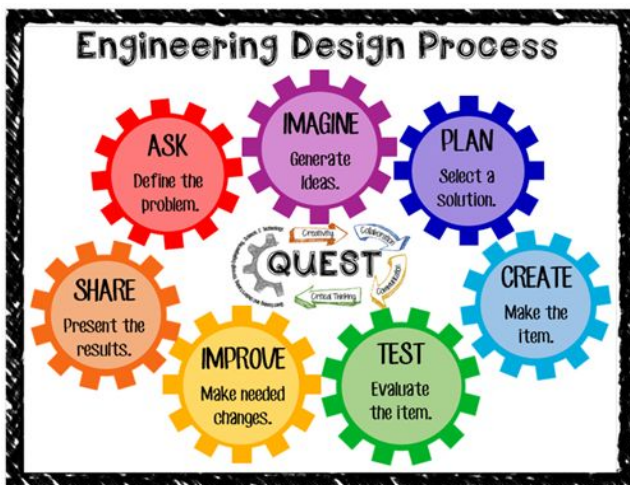 Engineering Design Process
ASK
Define the
problem.
IMAGINE
Generate
Ideas.
PLAN
Select a
solution.
CREATE
Make the
item.
TEST
Evaluate
the item.
IMPROVE
Make needed
changes.
SHARE
Present the
results.
Creativity
Collaboration
Communication
Critical Thinking
QUEST